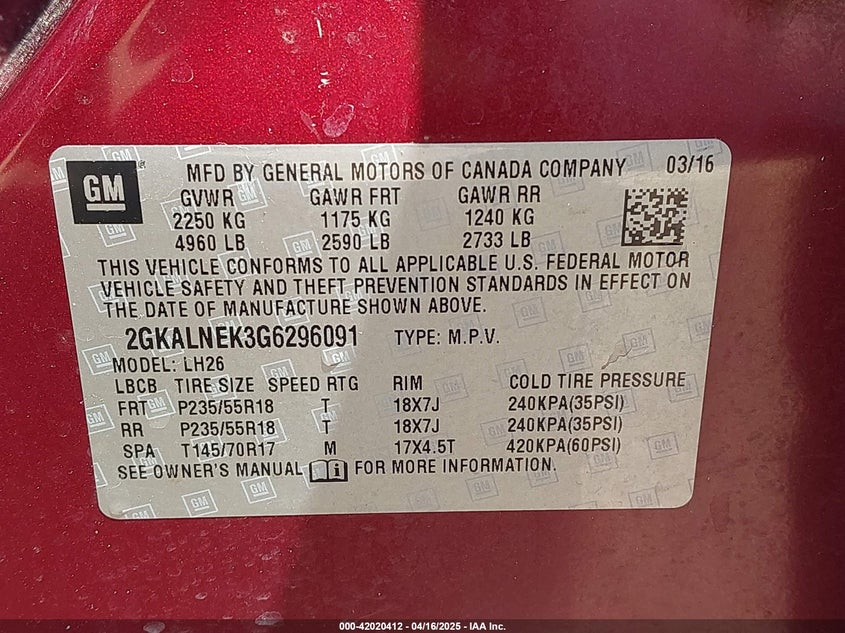 GM MFD BY GENERAL MOTORS OF CANADA COMPANY 03/16
GVWR GAWR FRT GAWR RR
2250 KG 1175 KG 1240 KG
4960 LB 2590 LB 2733 LB
THIS VEHICLE CONFORMS TO ALL APPLICABLE U.S. FEDERAL MOTOR
VEHICLE SAFETY AND THEFT PREVENTION STANDARDS IN EFFECT ON
THE DATE OF MANUFACTURE SHOWN ABOVE.
2GKALNEK3G6296091 TYPE: M.P.V.
MODEL: LH26
LBCB TIRE SIZE SPEED RTG RIM COLD TIRE PRESSURE
FRT P235/55R18 T 18X7J 240KPA(35PSI)
RR P235/55R18 T 18X7J 240KPA(35PSI)
SPA T145/70R17 M 17X4.5T 420KPA(60PSI)
SEE OWNER'S MANUAL FOR MORE INFORMATION.
000-42020412 - 04/16/2025 - IAA Inc.